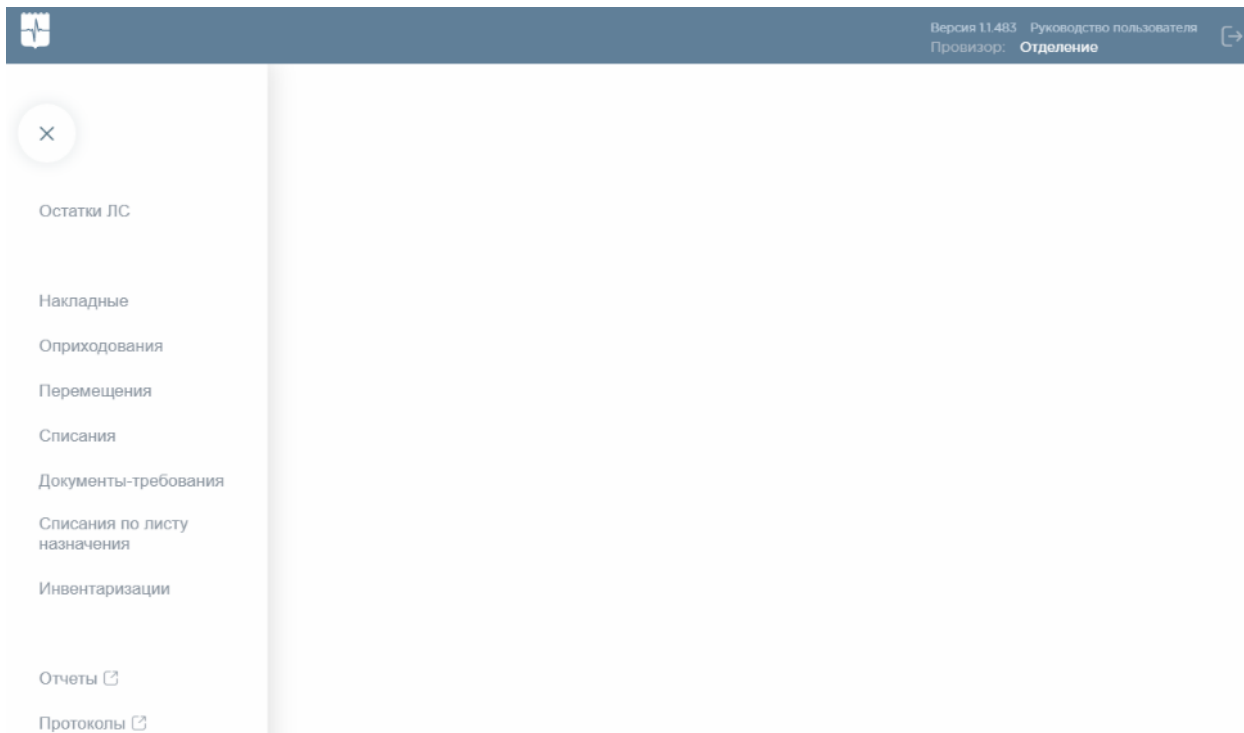 Версия 1.1.483 Руководство пользователя
Провизор: Отделение
Остатки ЛС
Накладные
Оприходования
Перемещения
Списания
Документы-требования
Списания по листу
назначения
Инвентаризации
Отчеты
Протоколы